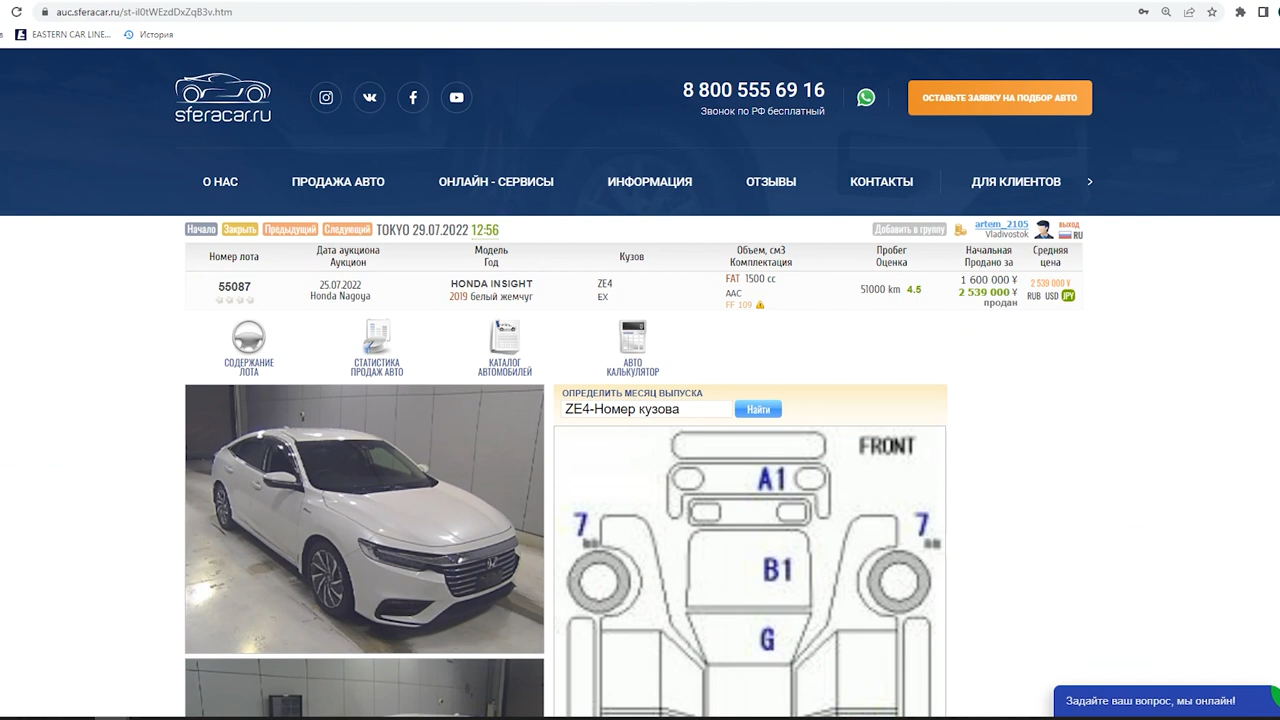 auc.sferacar.ru/st-il0tWEzdDxZqB3v.htm
EASTERN CAR LINE...
История
sferacar.ru
8 800 555 69 16
Звонок по РФ бесплатный
ОСТАВЬТЕ ЗАЯВКУ НА ПОДБОР АВТО
О НАС
ПРОДАЖА АВТО
ОНЛАЙН - СЕРВИСЫ
ИНФОРМАЦИЯ
ОТЗЫВЫ
КОНТАКТЫ
ДЛЯ КЛИЕНТОВ
Начало Закрыть Предыдущий Следующий TOKYO 29.07.2022 12:56
Добавить в группу
artem_2105
Vladivostok
выход
RU
Номер лота
Дата аукциона
Аукцион
Модель
Год
Кузов
Объем, см3
Комплектация
Пробег
Оценка
Начальная
Продано за
Средняя
цена
55087
25.07.2022
Honda Nagoya
HONDA INSIGHT
2019 белый жемчуг
ZE4
EX
FAT 1500 cc
AAC
FF 109
51000 km 4.5
1 600 000 ¥
2 539 000 ¥
продан
2 539 000 ¥
RUB USD JPY
СОДЕРЖАНИЕ
ЛОТА
СТАТИСТИКА
ПРОДАЖ АВТО
КАТАЛОГ
АВТОМОБИЛЕЙ
АВТО
КАЛЬКУЛЯТОР
ОПРЕДЕЛИТЬ МЕСЯЦ ВЫПУСКА
ZE4-Номер кузова
Найти
FRONT
A1
7
7
B1
G
Задайте ваш вопрос, мы онлайн!